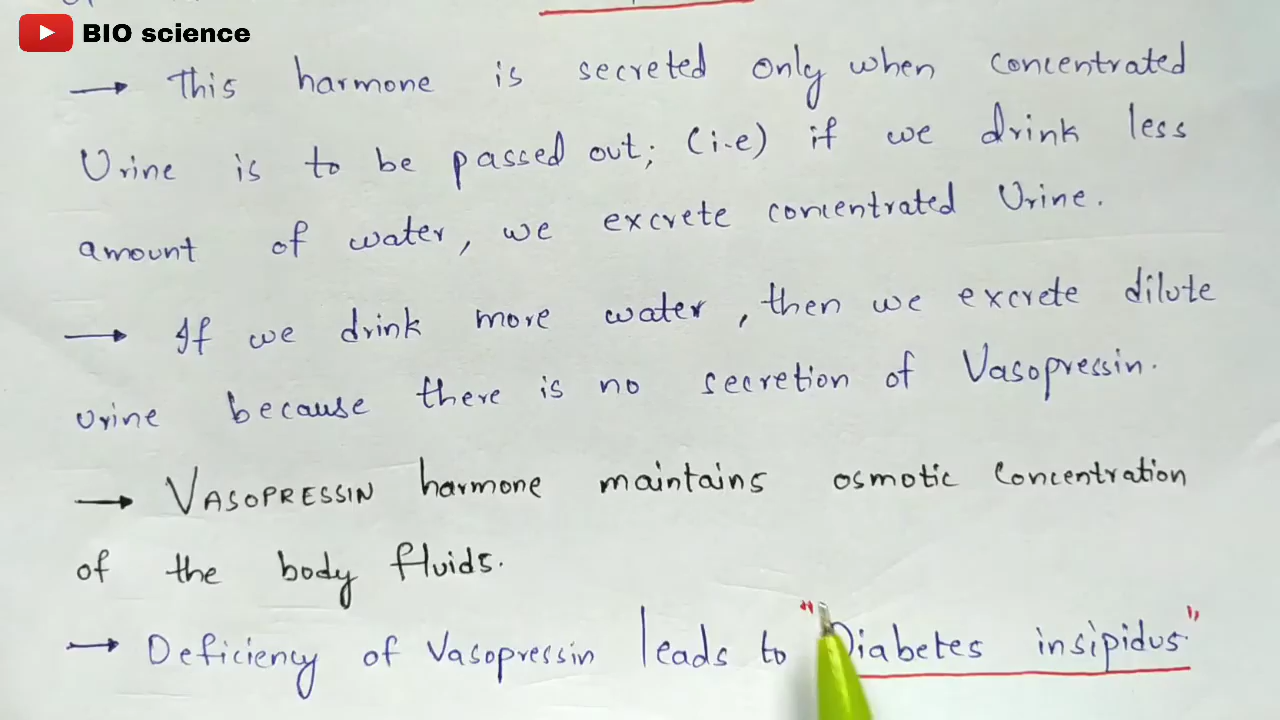 BIO science
→ This harmone is secreted only when concentrated
Urine is to be passed out; (i.e) if we drink less
amount of water, we excrete concentrated Urine.
→ If we drink more water, then we excrete dilute
urine because there is no secretion of Vasopressin.
→ VASOPRESSIN harmone maintains osmotic concentration
of the body fluids.
→ Deficiency of Vasopressin leads to "Diabetes insipidus"